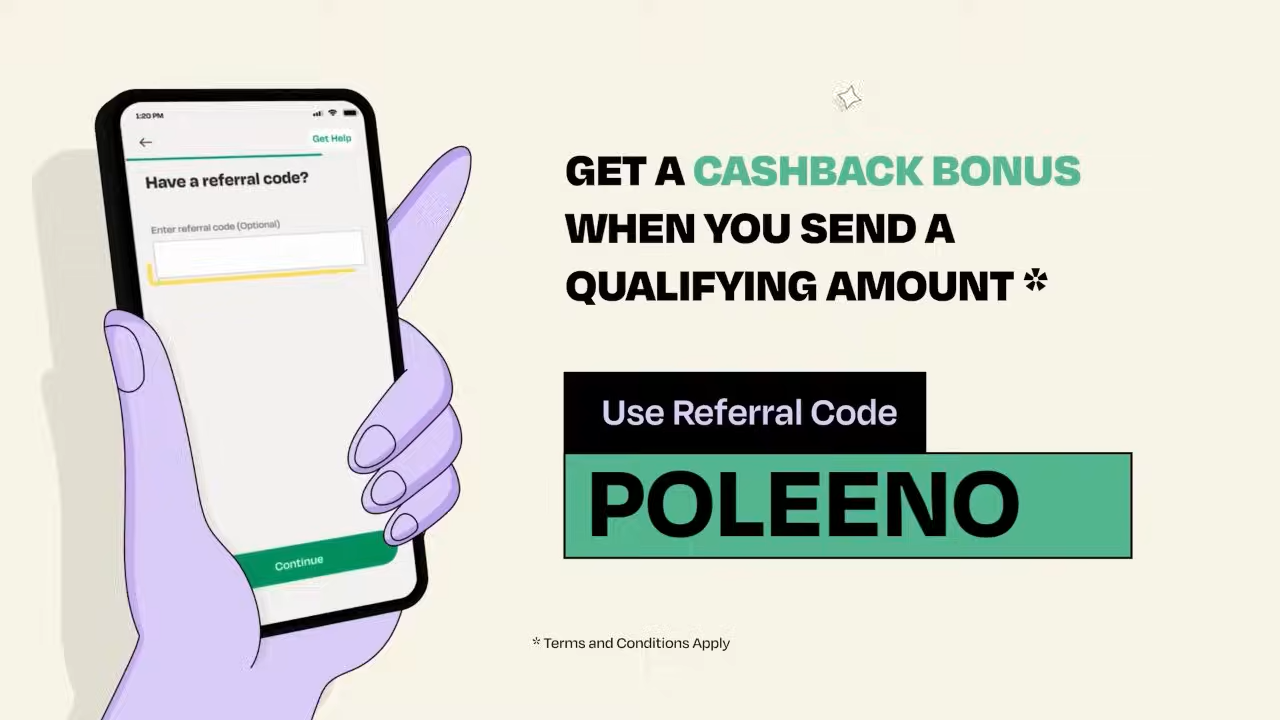 1:20 PM
Get Help
Have a referral code?
Enter referral code (Optional)
Continue
GET A CASHBACK BONUS
WHEN YOU SEND A
QUALIFYING AMOUNT *
Use Referral Code
POLEENO
* Terms and Conditions Apply